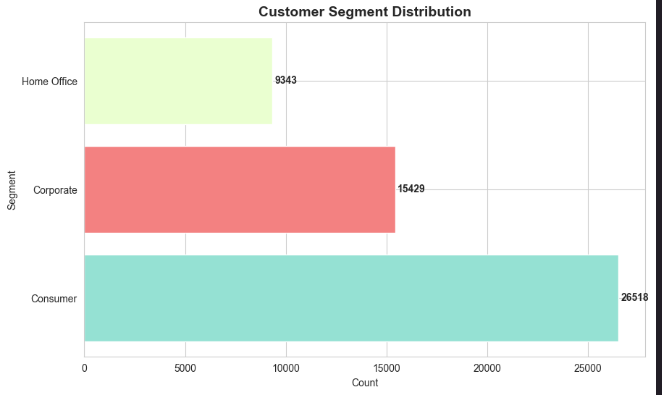 Customer Segment Distribution
Home Office
9343
Segment
Corporate
15429
Consumer
26518
0 5000 10000 15000 20000 25000
Count